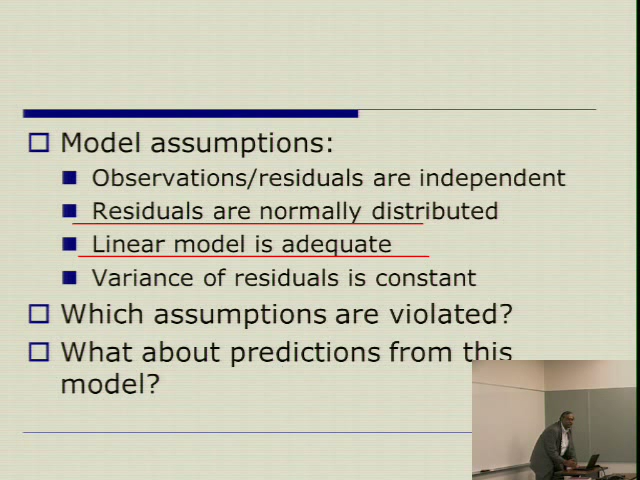 Model assumptions:
Observations/residuals are independent
Residuals are normally distributed
Linear model is adequate
Variance of residuals is constant
Which assumptions are violated?
What about predictions from this
model?